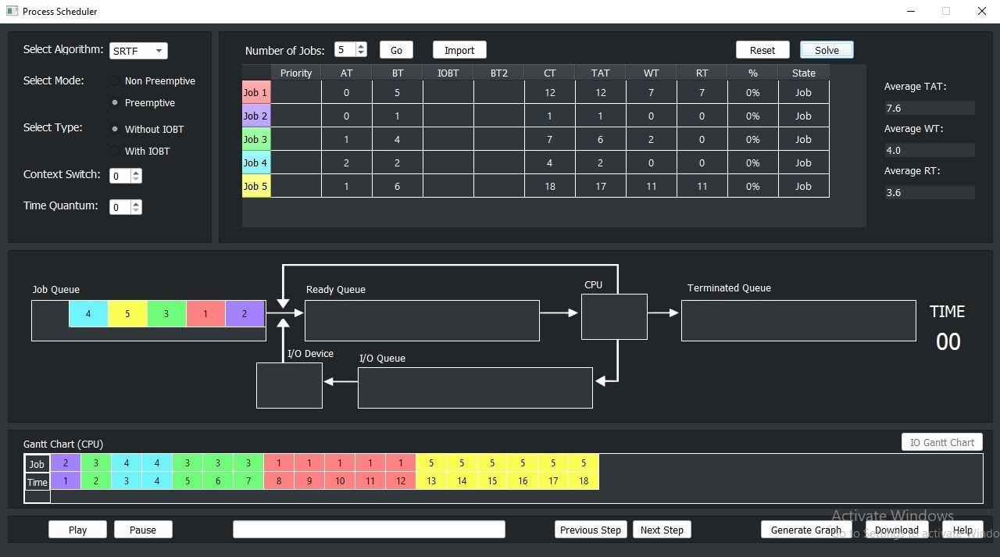 Process Scheduler
Select Algorithm: SRTF
Select Mode: Non Preemptive
Preemptive
Select Type: Without IOBT
With IOBT
Context Switch: 0
Time Quantum: 0
Number of Jobs: 5 Go Import Reset Solve
Priority AT BT IOBT BT2 CT TAT WT RT % State
Job 1 0 5 12 12 7 7 0% Job
Job 2 0 1 1 1 0 0 0% Job
Job 3 1 4 7 6 2 0 0% Job
Job 4 2 2 4 2 0 0 0% Job
Job 5 1 6 18 17 11 11 0% Job
Average TAT:
7.6
Average WT:
4.0
Average RT:
3.6
Job Queue
4 5 3 1 2
Ready Queue
CPU
Terminated Queue
TIME
00
I/O Device
I/O Queue
Gantt Chart (CPU)
IO Gantt Chart
Job 2 3 4 4 3 3 3 1 1 1 1 1 5 5 5 5 5 5
Time 1 2 3 4 5 6 7 8 9 10 11 12 13 14 15 16 17 18
Play Pause Previous Step Next Step Generate Graph Download Help
Activate Windows
Go to Settings to activate Windo